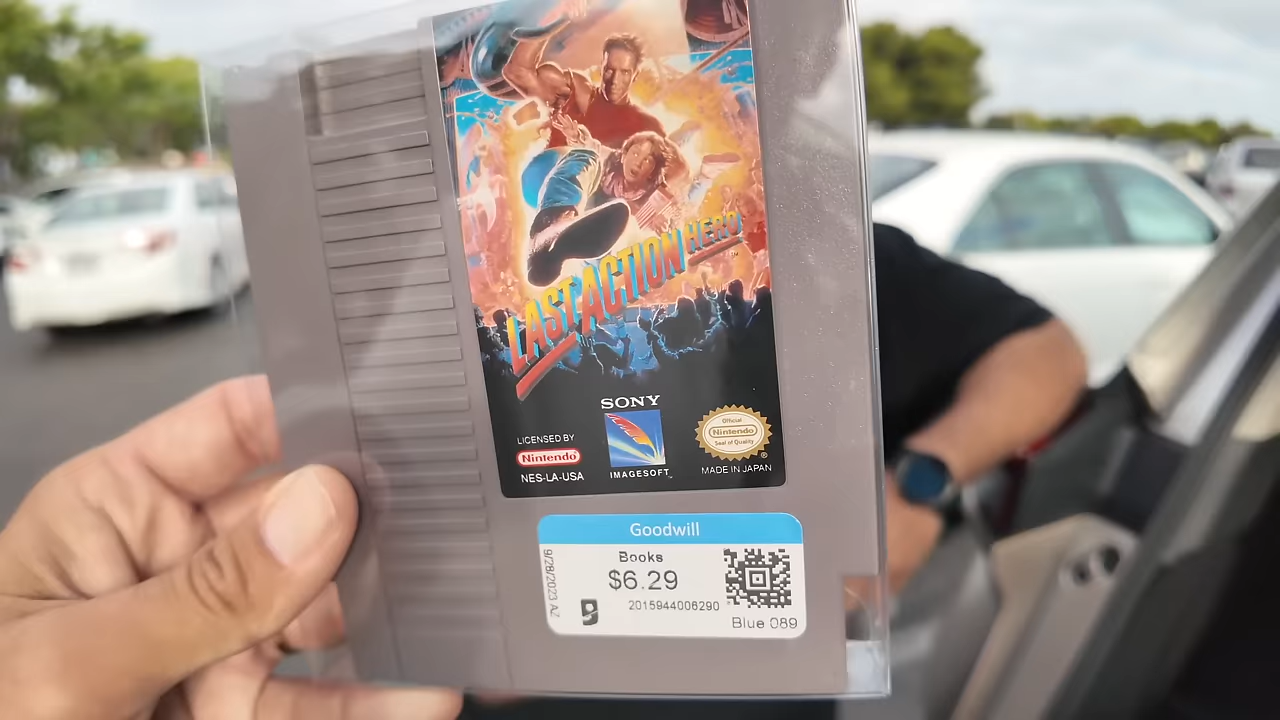 LAST ACTION HERO
SM
SONY
IMAGESOFT
LICENSED BY
Nintendo
NES-LA-USA
Official
Nintendo
Seal of Quality
®
MADE IN JAPAN
Goodwill
Books
$6.29
2015944006290
Blue 089
9/28/2023 AZ